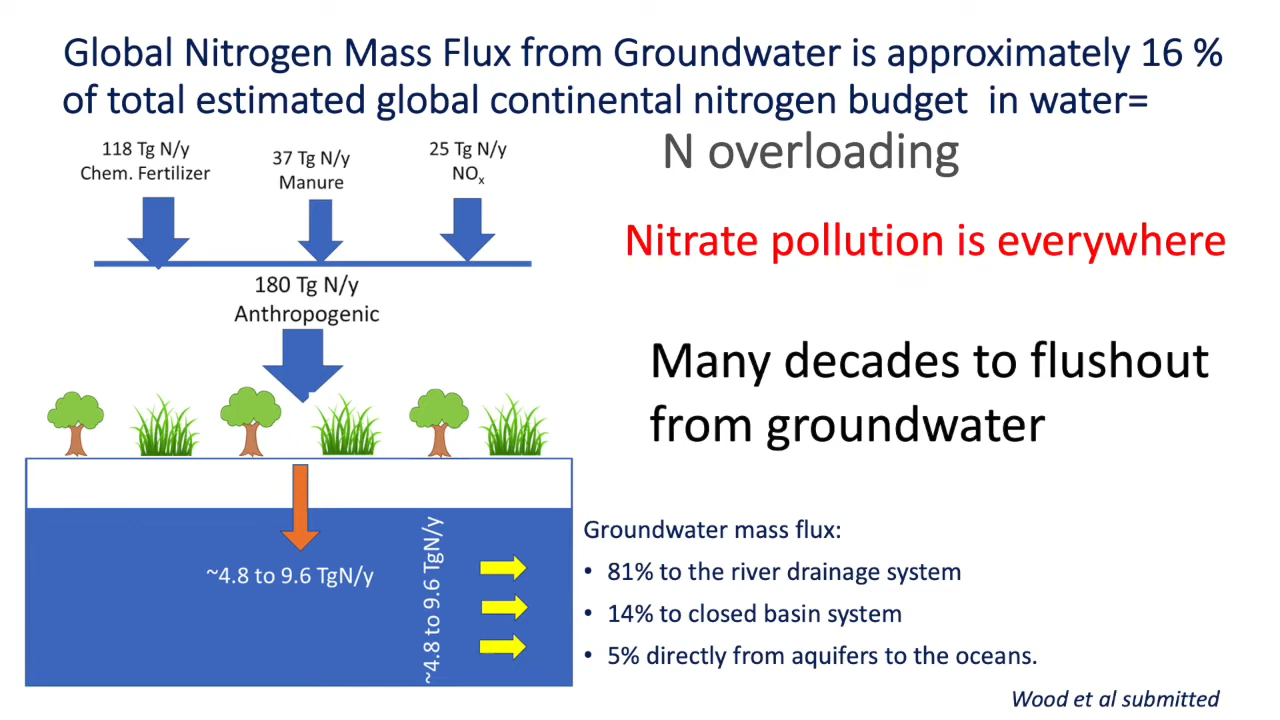 Global Nitrogen Mass Flux from Groundwater is approximately 16 %
of total estimated global continental nitrogen budget in water=
N overloading
118 Tg N/y
Chem. Fertilizer
37 Tg N/y
Manure
25 Tg N/y
NOx
Nitrate pollution is everywhere
180 Tg N/y
Anthropogenic
Many decades to flushout
from groundwater
~4.8 to 9.6 TgN/y
~4.8 to 9.6 TgN/y
Groundwater mass flux:
• 81% to the river drainage system
• 14% to closed basin system
• 5% directly from aquifers to the oceans.
Wood et al submitted